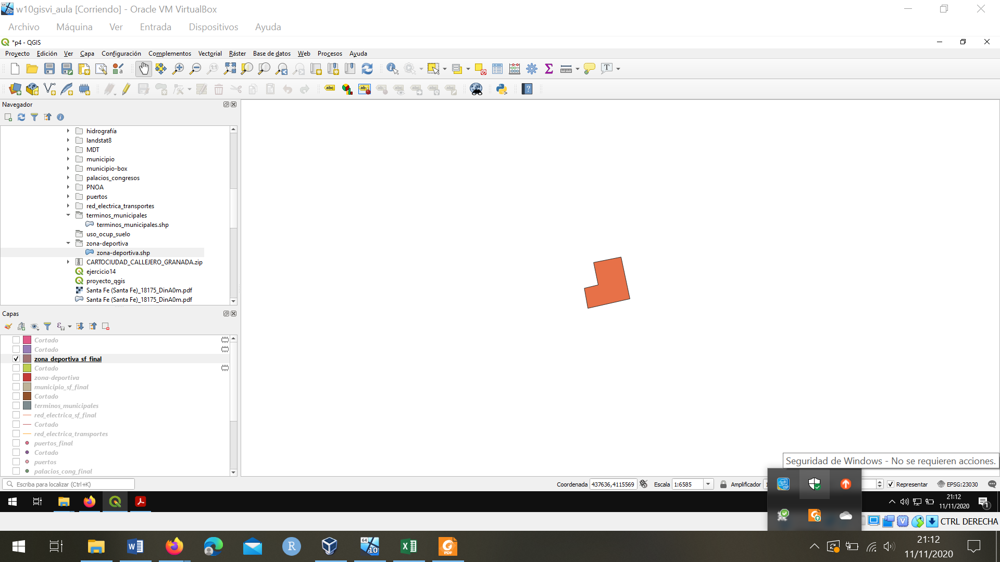 w10gisvi_aula [Corriendo] - Oracle VM VirtualBox
Archivo Máquina Ver Entrada Dispositivos Ayuda
*p4 - QGIS
Proyecto Edición Ver Capa Configuración Complementos Vectorial Ráster Base de datos Web Procesos Ayuda
Navegador
hidrografía
landstat8
MDT
municipio
municipio-box
palacios_congresos
PNOA
puertos
red_electrica_transportes
terminos_municipales
terminos_municipales.shp
uso_ocup_suelo
zona-deportiva
zona-deportiva.shp
CARTOCIUDAD_CALLEJERO_GRANADA.zip
ejercicio14
proyecto_qgis
Santa Fe (Santa Fe)_18175_DinA0m.pdf
Santa Fe (Santa Fe)_18175_DinA0m.pdf
Capas
Cortado
Cortado
zona_deportiva_sf_final
Cortado
zona-deportiva
municipio_sf_final
Cortado
terminos_municipales
red_electrica_sf_final
Cortado
red_electrica_transportes
puertos_final
Cortado
puertos
palacios_cong_final
Seguridad de Windows - No se requieren acciones.
Escriba para localizar (Ctrl+K)
Coordenada 437636,4115569 Escala 1:6585 Amplificador Representar EPSG:23030
21:12
11/11/2020
1
CTRL DERECHA
64
10
21:12
11/11/2020